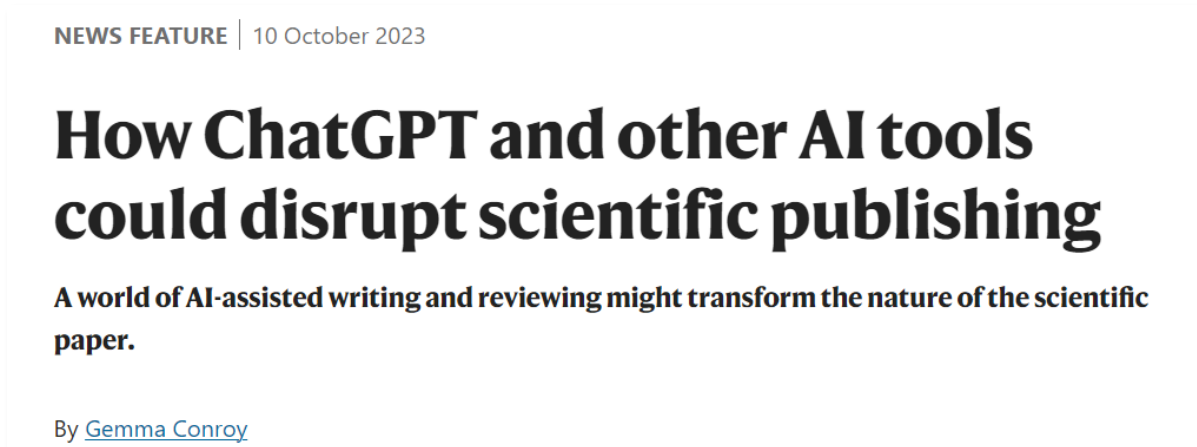 NEWS FEATURE | 10 October 2023
How ChatGPT and other AI tools
could disrupt scientific publishing
A world of AI-assisted writing and reviewing might transform the nature of the scientific
paper.
By Gemma Conroy